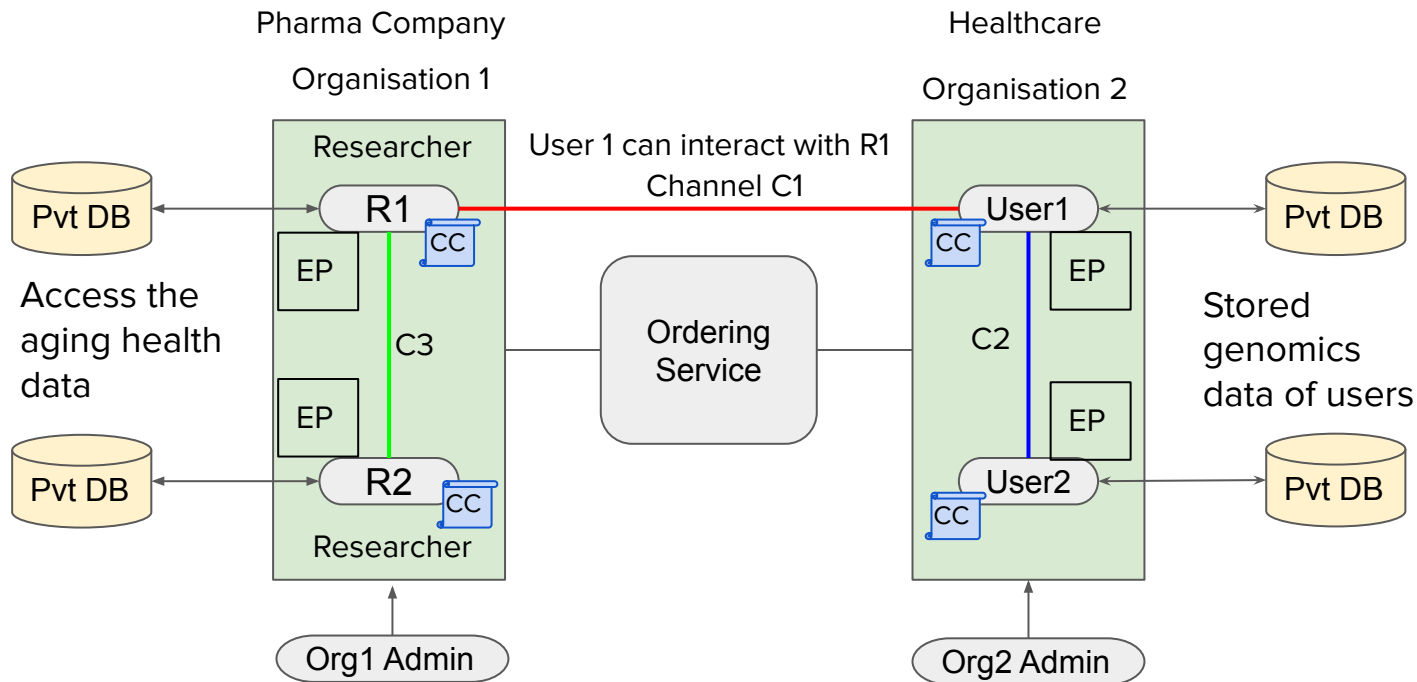 Pharma Company
Healthcare
Organisation 1
Organisation 2
Researcher
User 1 can interact with R1
Channel C1
Pvt DB
R1
User1
Pvt DB
CC
CC
EP
EP
Access the
aging health
data
C3
Ordering
Service
C2
Stored
genomics
data of users
EP
EP
Pvt DB
R2
User2
Pvt DB
CC
CC
Researcher
Org1 Admin
Org2 Admin